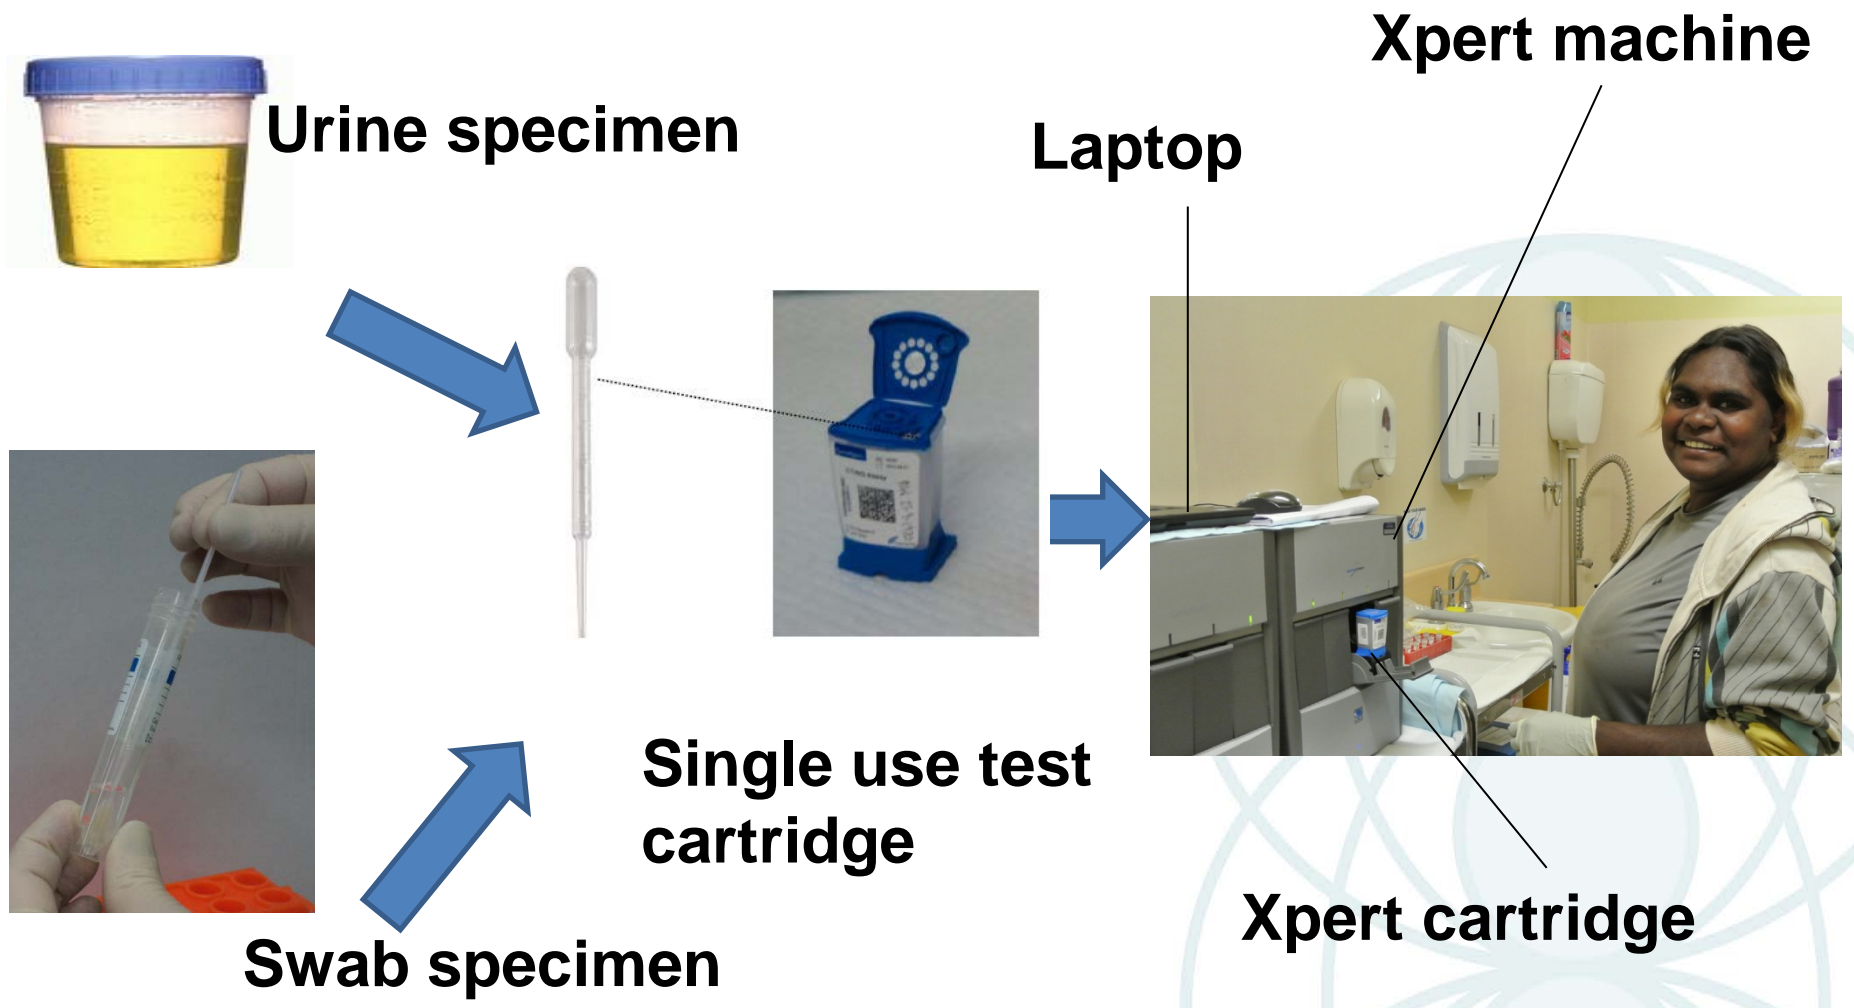 Xpert machine
Urine specimen
Laptop
Single use test
cartridge
Xpert cartridge
Swab specimen